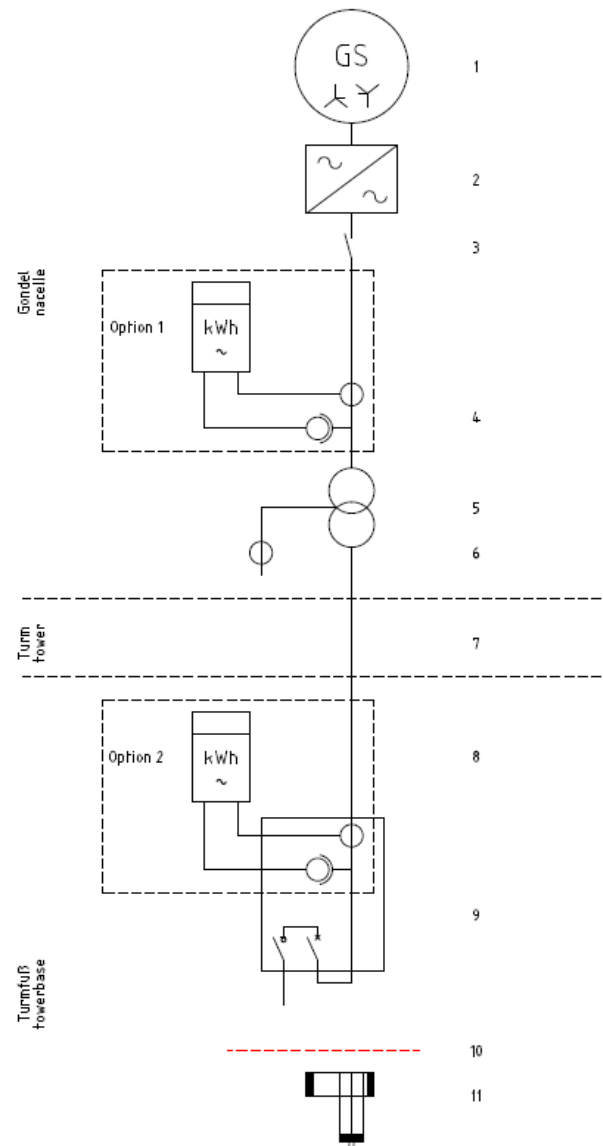 GS
1
2
3
Gondel
nacelle
Option 1
kWh
~
4
5
6
Turm
tower
7
Option 2
kWh
~
8
9
Turmfuß
towerbase
10
11